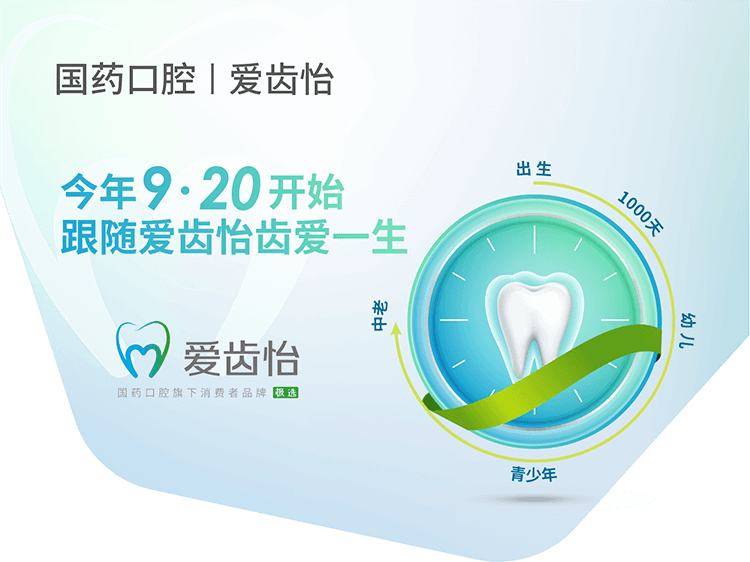 国药口腔|爱齿怡
今年9·20开始
跟随爱齿怡齿爱一生
爱齿怡
国药口腔旗下消费者品牌 极选
出生
1000天
幼儿
青少年
中老